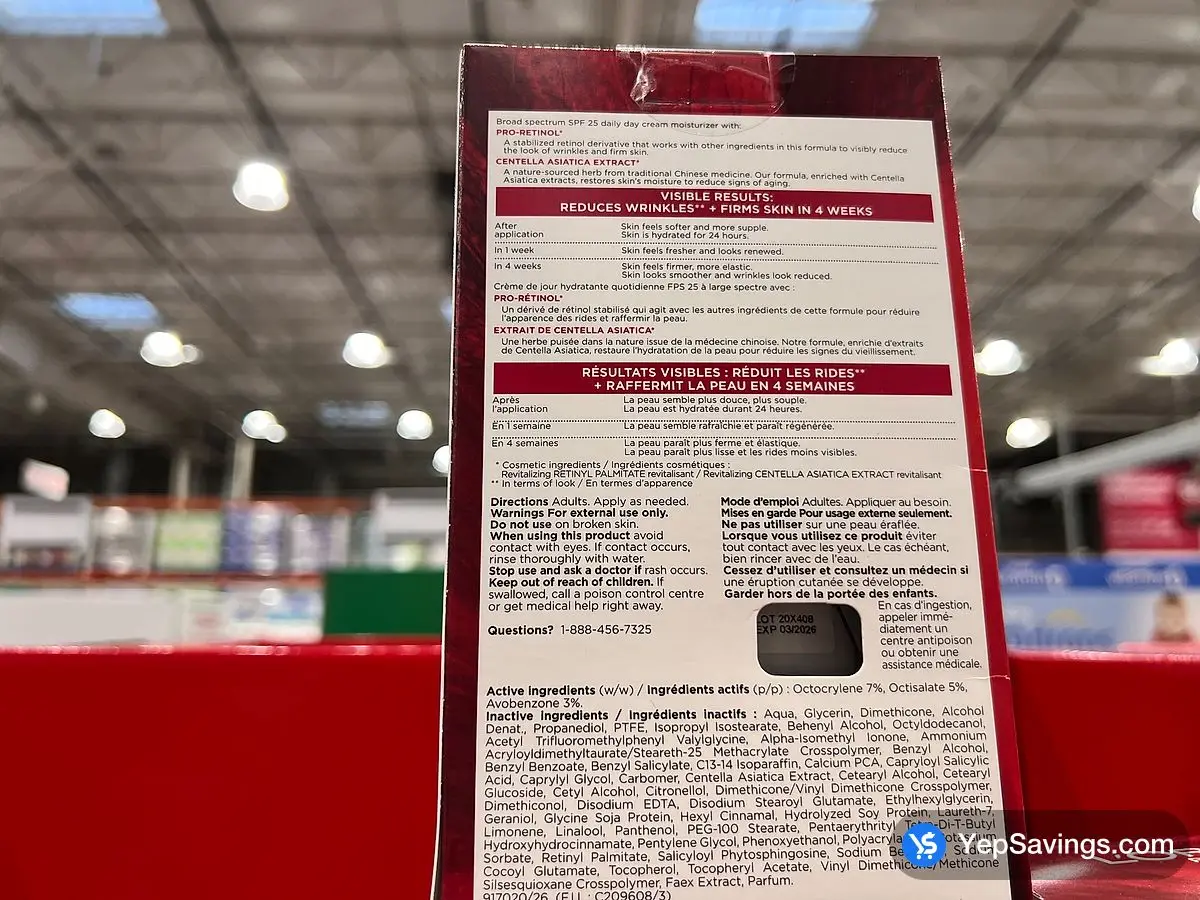 Broad spectrum SPF 25 daily day cream moisturizer with:
PRO-RETINOL*
A stabilized retinol derivative that works with other ingredients in this formula to visibly reduce
the look of wrinkles and firm skin.
CENTELLA ASIATICA EXTRACT*
A nature-sourced herb from traditional Chinese medicine. Our formula, enriched with Centella
Asiatica extracts, restores skin's moisture to reduce signs of aging.
VISIBLE RESULTS:
REDUCES WRINKLES** + FIRMS SKIN IN 4 WEEKS
After application Skin feels softer and more supple.
Skin is hydrated for 24 hours.
In 1 week Skin feels fresher and looks renewed.
In 4 weeks Skin feels firmer, more elastic.
Skin looks smoother and wrinkles look reduced.
Crème de jour hydratante quotidienne FPS 25 à large spectre avec :
PRO-RÉTINOL*
Un dérivé de rétinol stabilisé qui agit avec les autres ingrédients de cette formule pour réduire
l'apparence des rides et raffermir la peau.
EXTRAIT DE CENTELLA ASIATICA*
Une herbe puisée dans la nature issue de la médecine chinoise. Notre formule, enrichie d'extraits
de Centella Asiatica, restaure l'hydratation de la peau pour réduire les signes du vieillissement.
RÉSULTATS VISIBLES : RÉDUIT LES RIDES**
+ RAFFERMIT LA PEAU EN 4 SEMAINES
Après l'application La peau semble plus douce, plus souple.
La peau est hydratée durant 24 heures.
En 1 semaine La peau semble rafraîchie et paraît régénérée.
En 4 semaines La peau paraît plus ferme et élastique.
La peau paraît plus lisse et les rides moins visibles.
* Cosmetic ingredients / Ingrédients cosmétiques :
Revitalizing RETINYL PALMITATE revitalisant / Revitalizing CENTELLA ASIATICA EXTRACT revitalisant
** In terms of look / En termes d'apparence
Directions Adults. Apply as needed.
Warnings For external use only.
Do not use on broken skin.
When using this product avoid
contact with eyes. If contact occurs,
rinse thoroughly with water.
Stop use and ask a doctor if rash occurs.
Keep out of reach of children. If
swallowed, call a poison control centre
or get medical help right away.
Questions? 1-888-456-7325
Mode d'emploi Adultes. Appliquer au besoin.
Mises en garde Pour usage externe seulement.
Ne pas utiliser sur une peau éraflée.
Lorsque vous utilisez ce produit éviter
tout contact avec les yeux. Le cas échéant,
bien rincer avec de l'eau.
Cessez d'utiliser et consultez un médecin si
une éruption cutanée se développe.
Garder hors de la portée des enfants.
En cas d'ingestion,
appeler immé-
diatement un
centre antipoison
ou obtenir une
assistance médicale.
LOT 20X408
EXP 03/2026
Active ingredients (w/w) / Ingrédients actifs (p/p) : Octocrylene 7%, Octisalate 5%,
Avobenzone 3%.
Inactive ingredients / Ingrédients inactifs : Aqua, Glycerin, Dimethicone, Alcohol
Denat., Propanediol, PTFE, Isopropyl Isostearate, Behenyl Alcohol, Octyldodecanol,
Acetyl Trifluoromethylphenyl Valylglycine, Alpha-Isomethyl Ionone, Ammonium
Acryloyldimethyltaurate/Steareth-25 Methacrylate Crosspolymer, Benzyl Alcohol,
Benzyl Benzoate, Benzyl Salicylate, C13-14 Isoparaffin, Calcium PCA, Capryloyl Salicylic
Acid, Caprylyl Glycol, Carbomer, Centella Asiatica Extract, Cetearyl Alcohol, Cetearyl
Glucoside, Cetyl Alcohol, Citronellol, Dimethicone/Vinyl Dimethicone Crosspolymer,
Dimethiconol, Disodium EDTA, Disodium Stearoyl Glutamate, Ethylhexylglycerin,
Geraniol, Glycine Soja Protein, Hexyl Cinnamal, Hydrolyzed Soy Protein, Laureth-7,
Limonene, Linalool, Panthenol, PEG-100 Stearate, Pentaerythrityl Tetra-Di-T-Butyl
Hydroxyhydrocinnamate, Pentylene Glycol, Phenoxyethanol, Potassium
Sorbate, Retinyl Palmitate, Salicyloyl Phytosphingosine, Sodium
Cocoyl Glutamate, Tocopherol, Tocopheryl Acetate, Vinyl Dimethicone/Methicone
Silsesquioxane Crosspolymer, Faex Extract, Parfum.
917020/26 (F.I.L.: C209608/3)
YepSavings.com